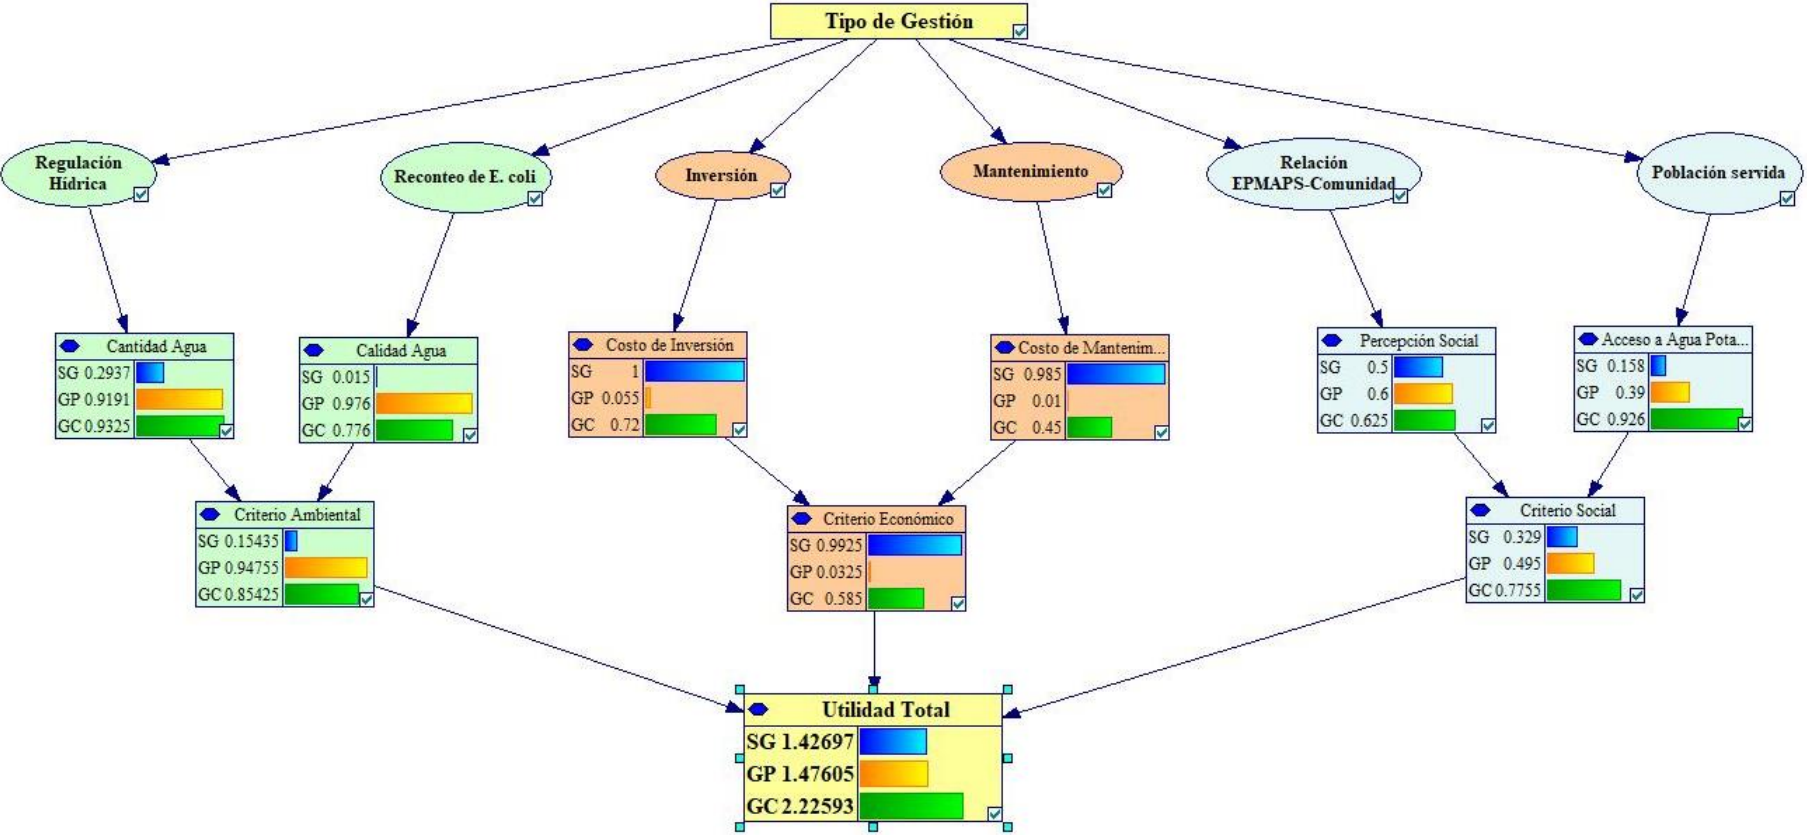 Tipo de Gestión
Regulación
Hídrica
Reconteo de E. coli
Inversión
Mantenimiento
Relación
EPMAPS-Comunidad
Población servida
Cantidad Agua
SG 0.2937
GP 0.9191
GC 0.9325
Calidad Agua
SG 0.015
GP 0.976
GC 0.776
Costo de Inversión
SG 1
GP 0.055
GC 0.72
Costo de Mantenim...
SG 0.985
GP 0.01
GC 0.45
Percepción Social
SG 0.5
GP 0.6
GC 0.625
Acceso a Agua Pota...
SG 0.158
GP 0.39
GC 0.926
Criterio Ambiental
SG 0.15435
GP 0.94755
GC 0.85425
Criterio Económico
SG 0.9925
GP 0.0325
GC 0.585
Criterio Social
SG 0.329
GP 0.495
GC 0.7755
Utilidad Total
SG 1.42697
GP 1.47605
GC 2.22593